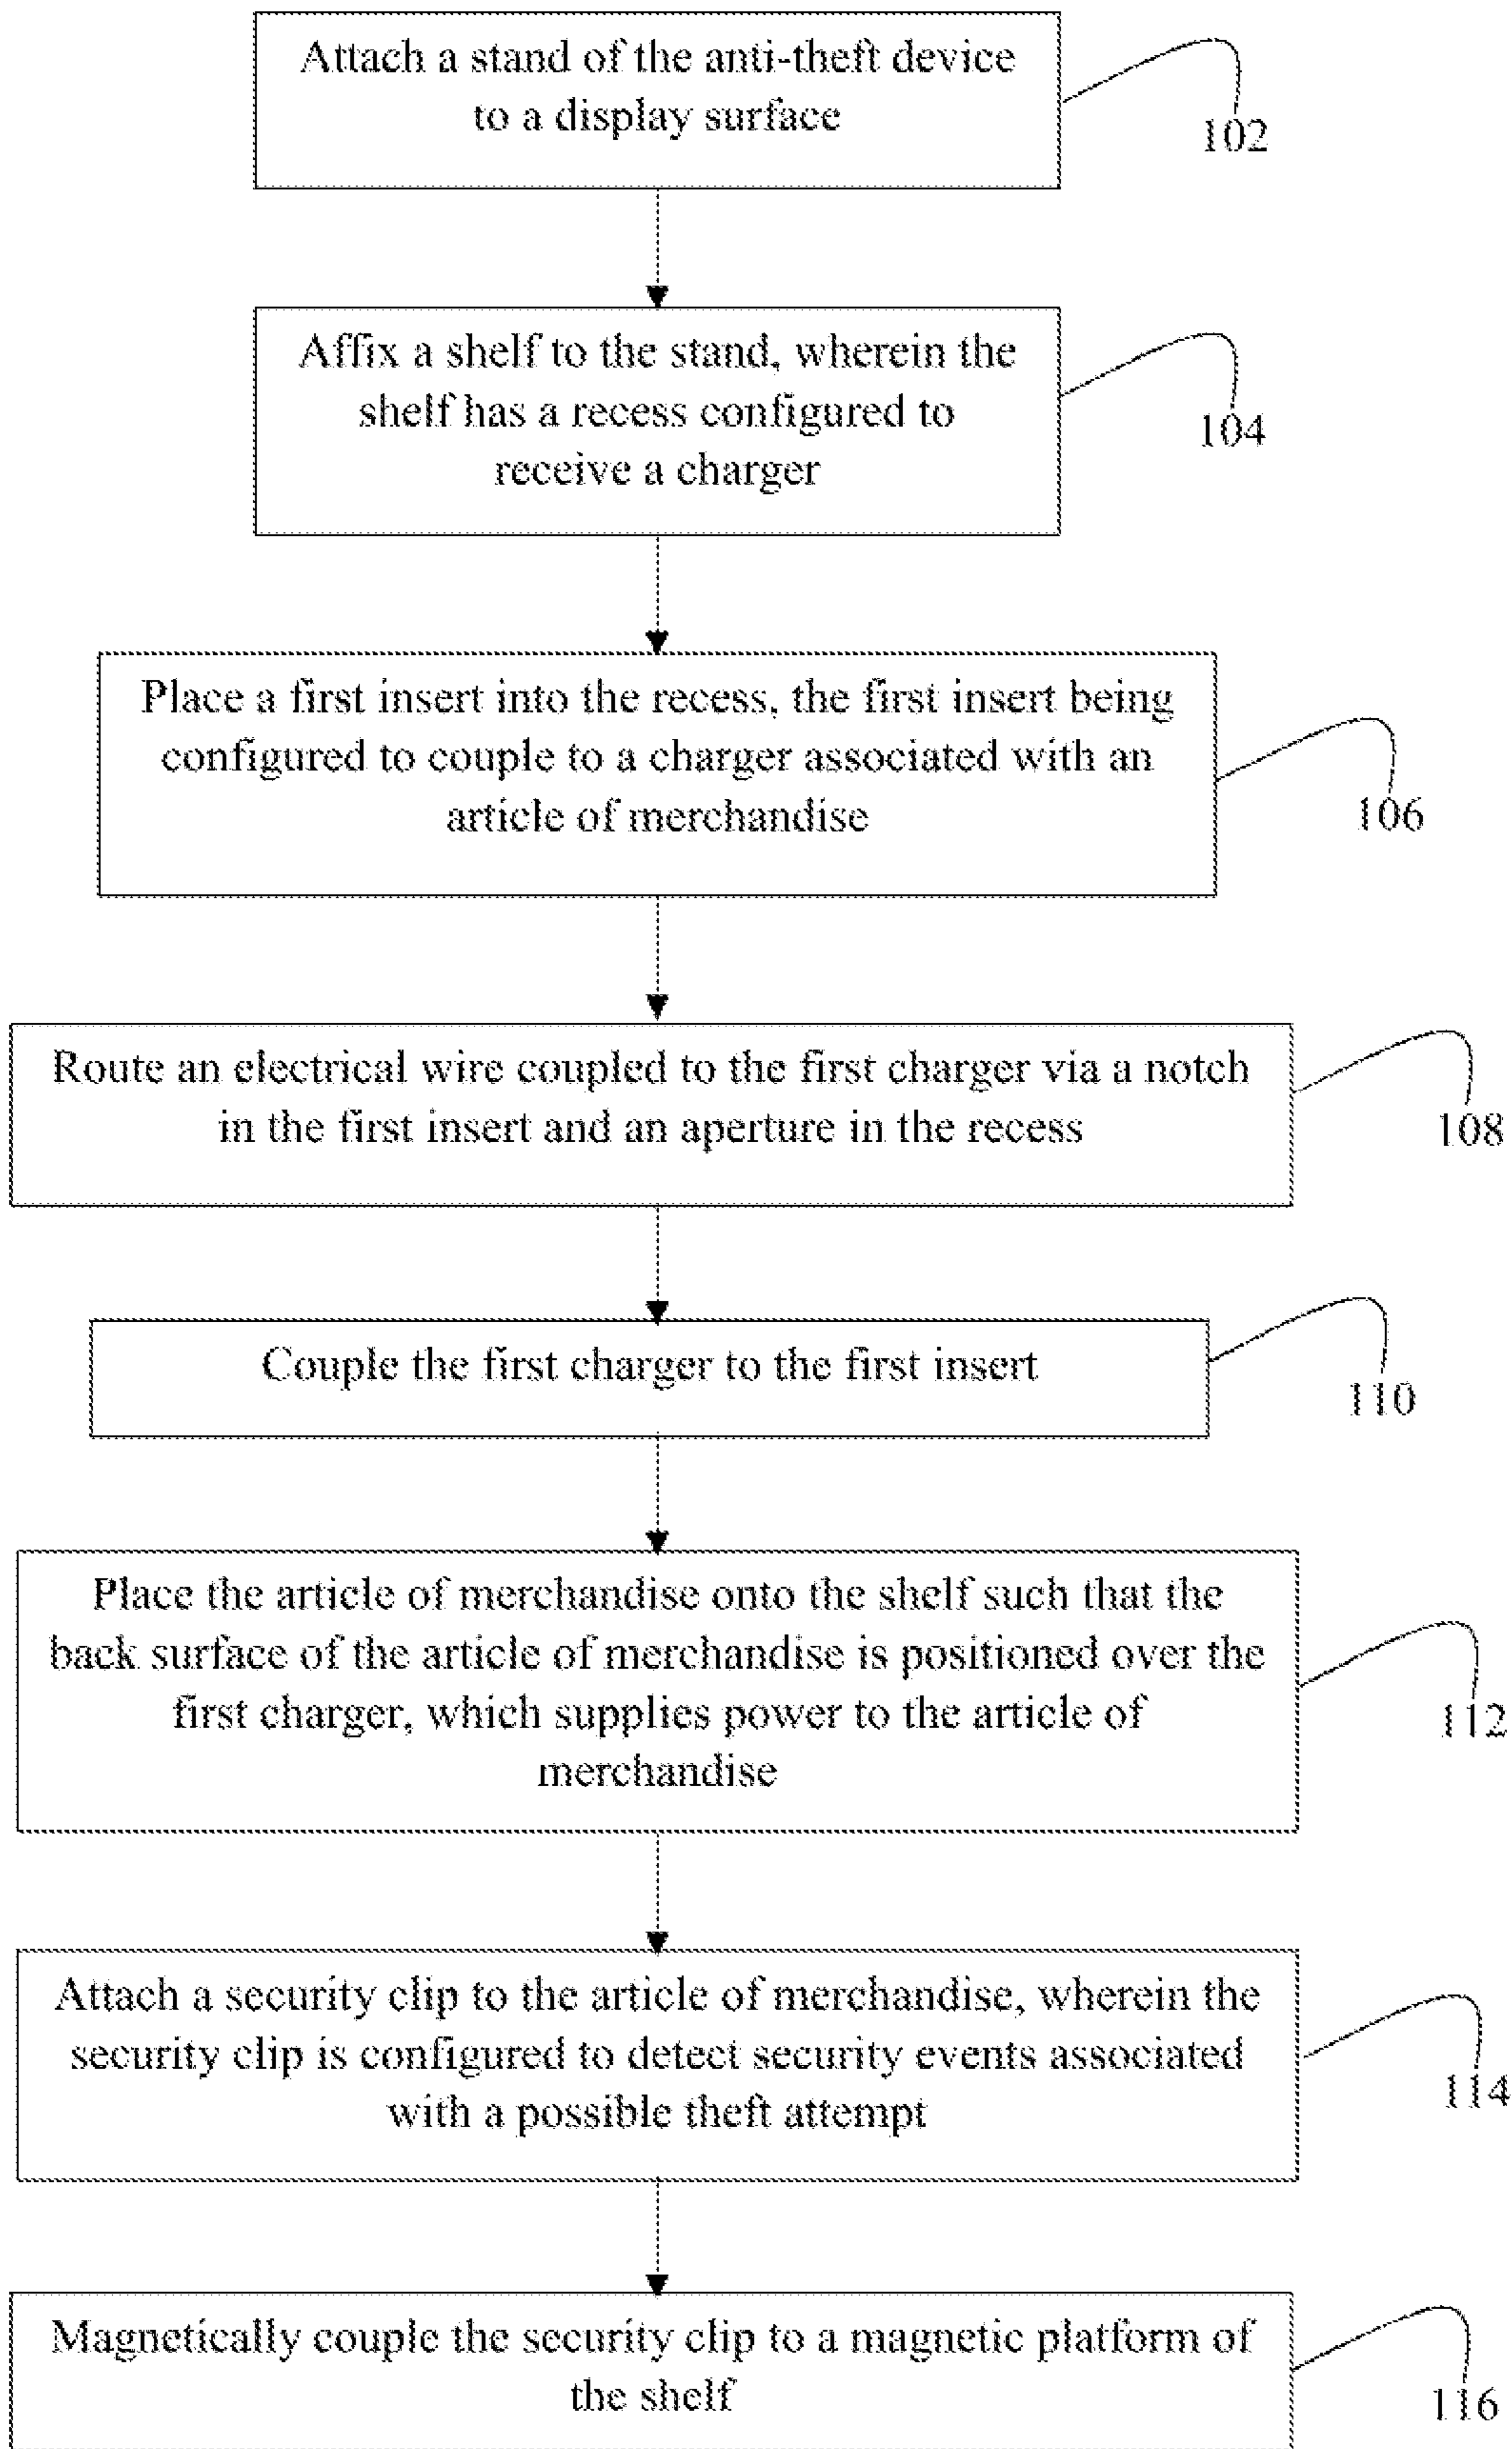 Attach a stand of the anti-theft device
to a display surface
102
Affix a shelf to the stand, wherein the
shelf has a recess configured to
receive a charger
104
Place a first insert into the recess, the first insert being
configured to couple to a charger associated with an
article of merchandise
106
Route an electrical wire coupled to the first charger via a notch
in the first insert and an aperture in the recess
108
Couple the first charger to the first insert
110
Place the article of merchandise onto the shelf such that the
back surface of the article of merchandise is positioned over the
first charger, which supplies power to the article of
merchandise
112
Attach a security clip to the article of merchandise, wherein the
security clip is configured to detect security events associated
with a possible theft attempt
114
Magnetically couple the security clip to a magnetic platform of
the shelf
116